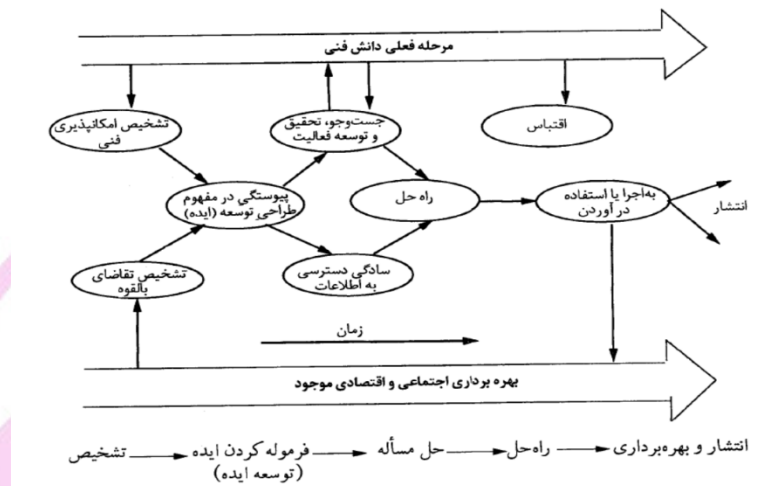 مرحله فعلی دانش فنی
تشخیص امکانپذیری
فنی
جست‌وجو، تحقیق
و توسعه فعالیت
اقتباس
پیوستگی در مفهوم
طراحی توسعه (ایده)
راه حل
به‌اجرا یا استفاده
در آوردن
انتشار
تشخیص تقاضای
بالقوه
سادگی دسترسی
به اطلاعات
زمان
بهره برداری اجتماعی و اقتصادی موجود
تشخیص
فرموله کردن ایده
(توسعه ایده)
حل مسأله
راه‌حل
انتشار و بهره‌برداری